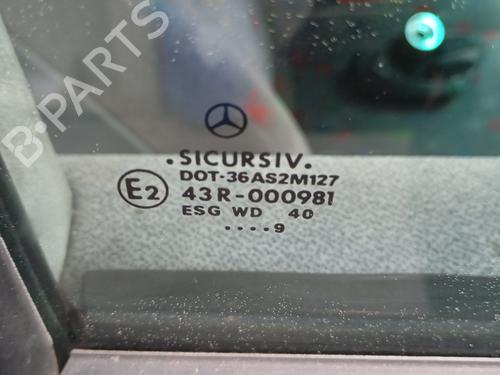 B-PARTS
.SICURSIV.
DOT-36AS2M127
E2 43R-000981
ESG WD 40
....9